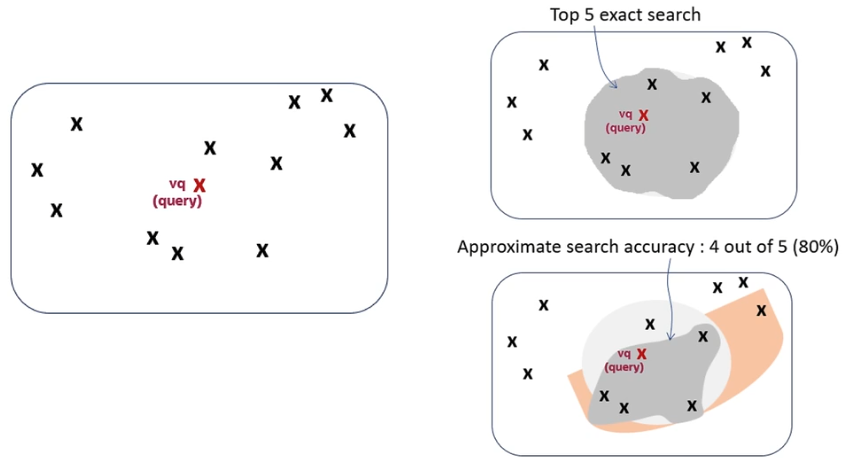 Top 5 exact search
X X
X
X
X
X
X
vq X
(query)
X
X
X
X X
X
X
X
X
X
vq X
(query)
X
X
X
X
X
X
Approximate search accuracy : 4 out of 5 (80%)
X
X
X
X
X
X
X
vq X
(query)
X
X
X
X